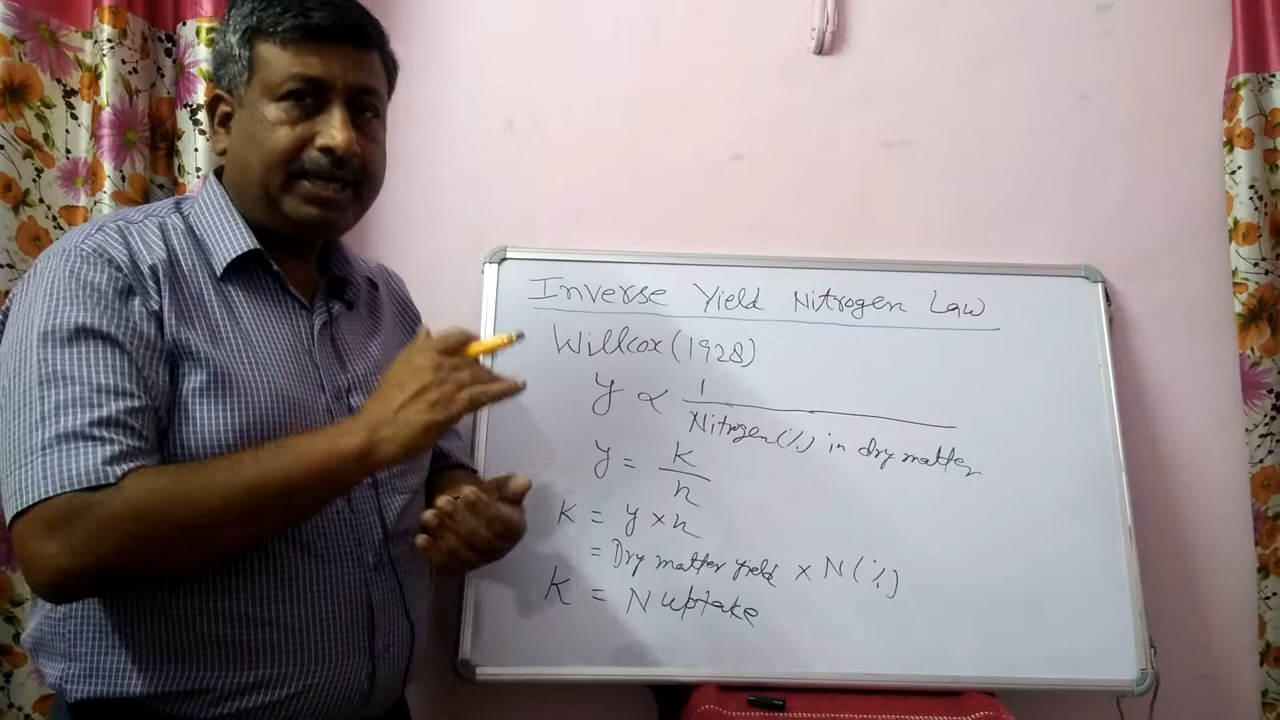 Inverse Yield Nitrogen Law
Willcox (1928)
y ∝ 1 / Nitrogen (%) in dry matter
y = K / n
K = y × n
= Dry matter yield × N (%)
K = N uptake